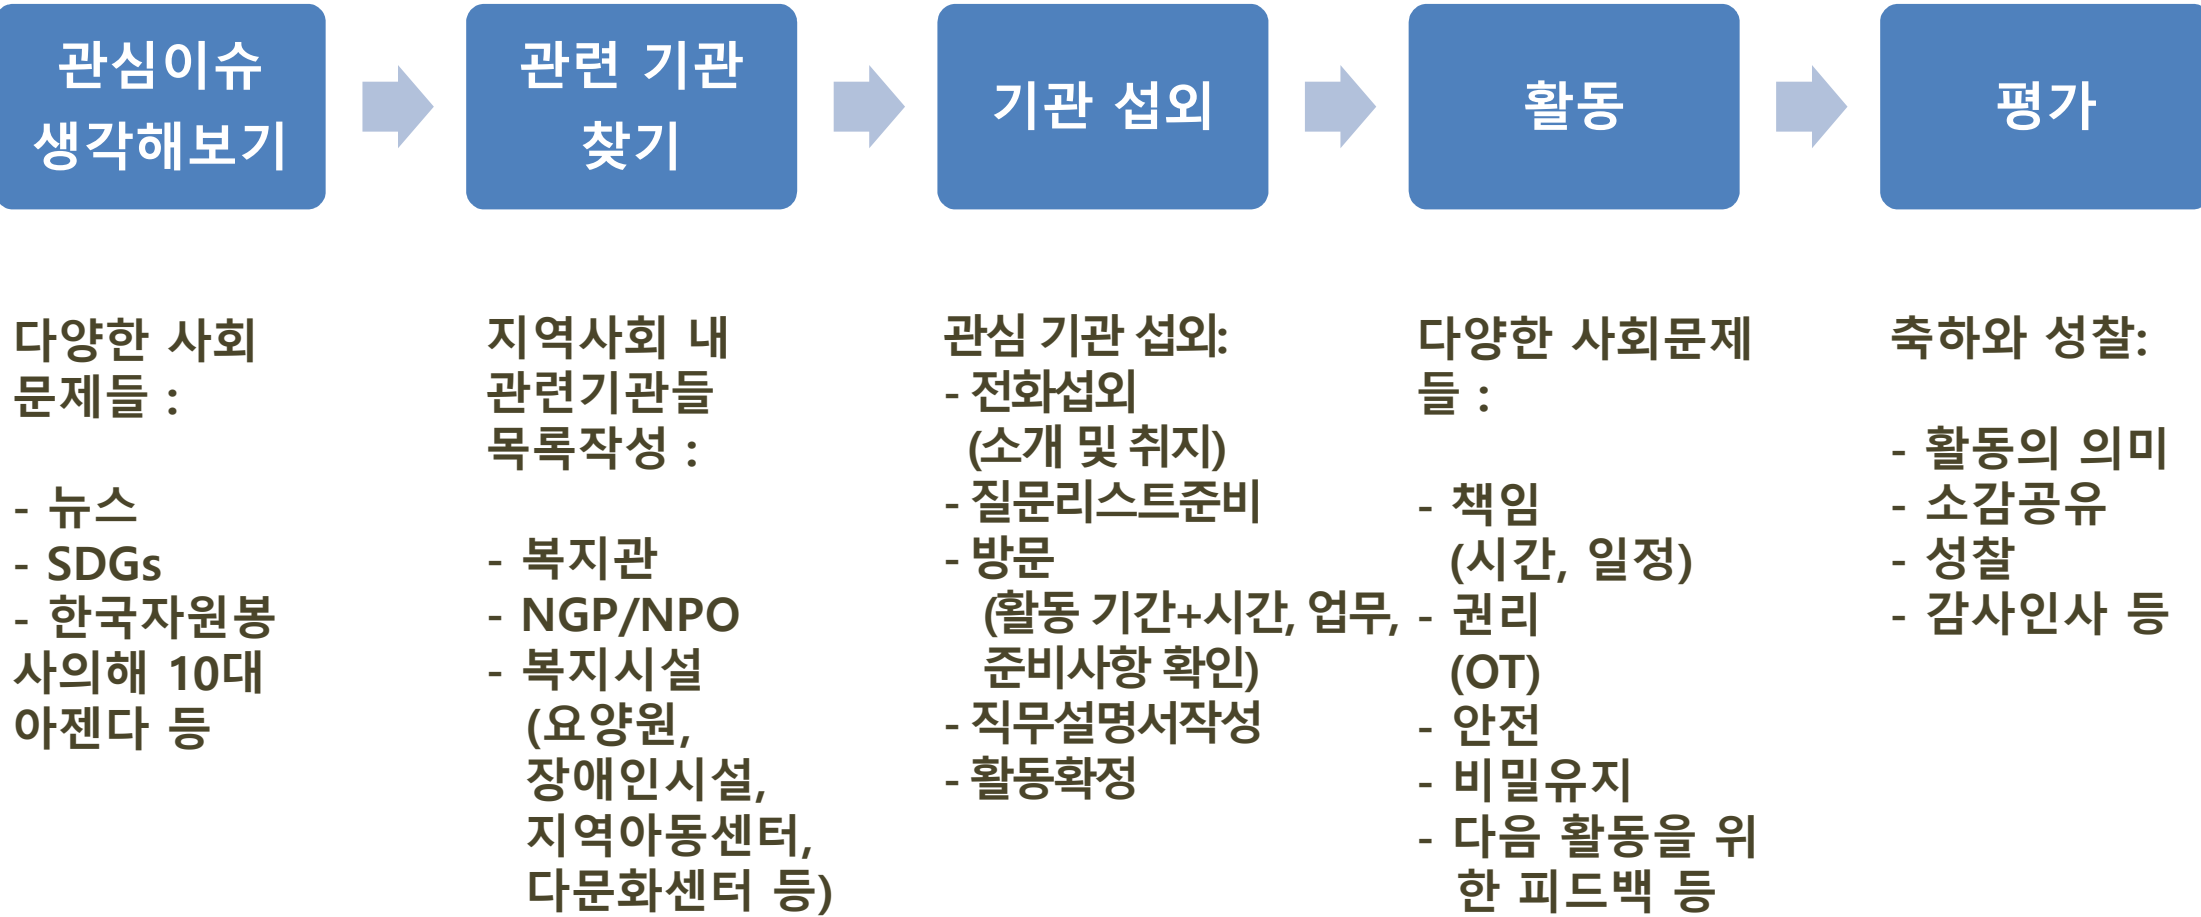 관심이슈
생각해보기
관련 기관
찾기
기관 섭외
활동
평가
다양한 사회
문제들 :
- 뉴스
- SDGs
- 한국자원봉
사의해 10대
아젠다 등
지역사회 내
관련기관들
목록작성 :
- 복지관
- NGP/NPO
- 복지시설
(요양원,
장애인시설,
지역아동센터,
다문화센터 등)
관심 기관 섭외:
- 전화섭외
(소개 및 취지)
- 질문리스트준비
- 방문
(활동 기간+시간, 업무,
준비사항 확인)
- 직무설명서작성
- 활동확정
다양한 사회문제
들 :
- 책임
(시간, 일정)
- 권리
(OT)
- 안전
- 비밀유지
- 다음 활동을 위
한 피드백 등
축하와 성찰:
- 활동의 의미
- 소감공유
- 성찰
- 감사인사 등